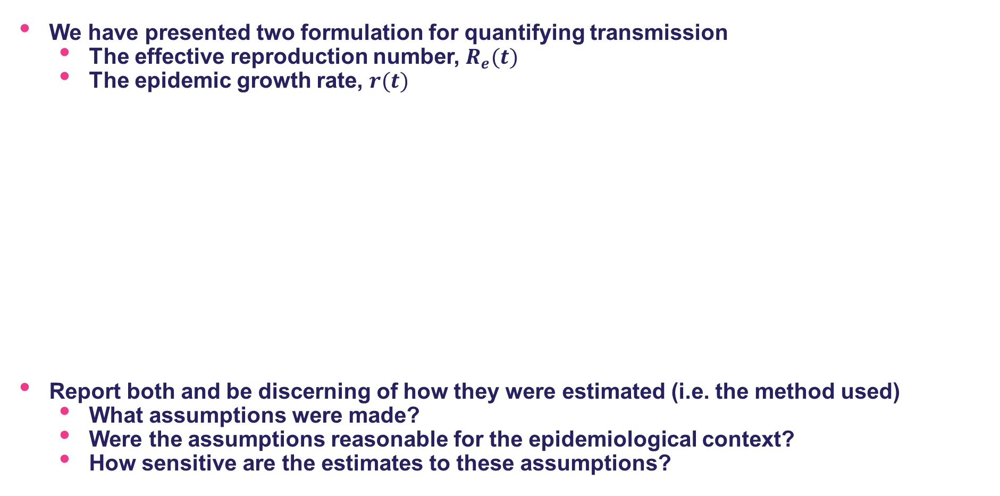 • We have presented two formulation for quantifying transmission
• The effective reproduction number, Rₑ(t)
• The epidemic growth rate, r(t)
• Report both and be discerning of how they were estimated (i.e. the method used)
• What assumptions were made?
• Were the assumptions reasonable for the epidemiological context?
• How sensitive are the estimates to these assumptions?